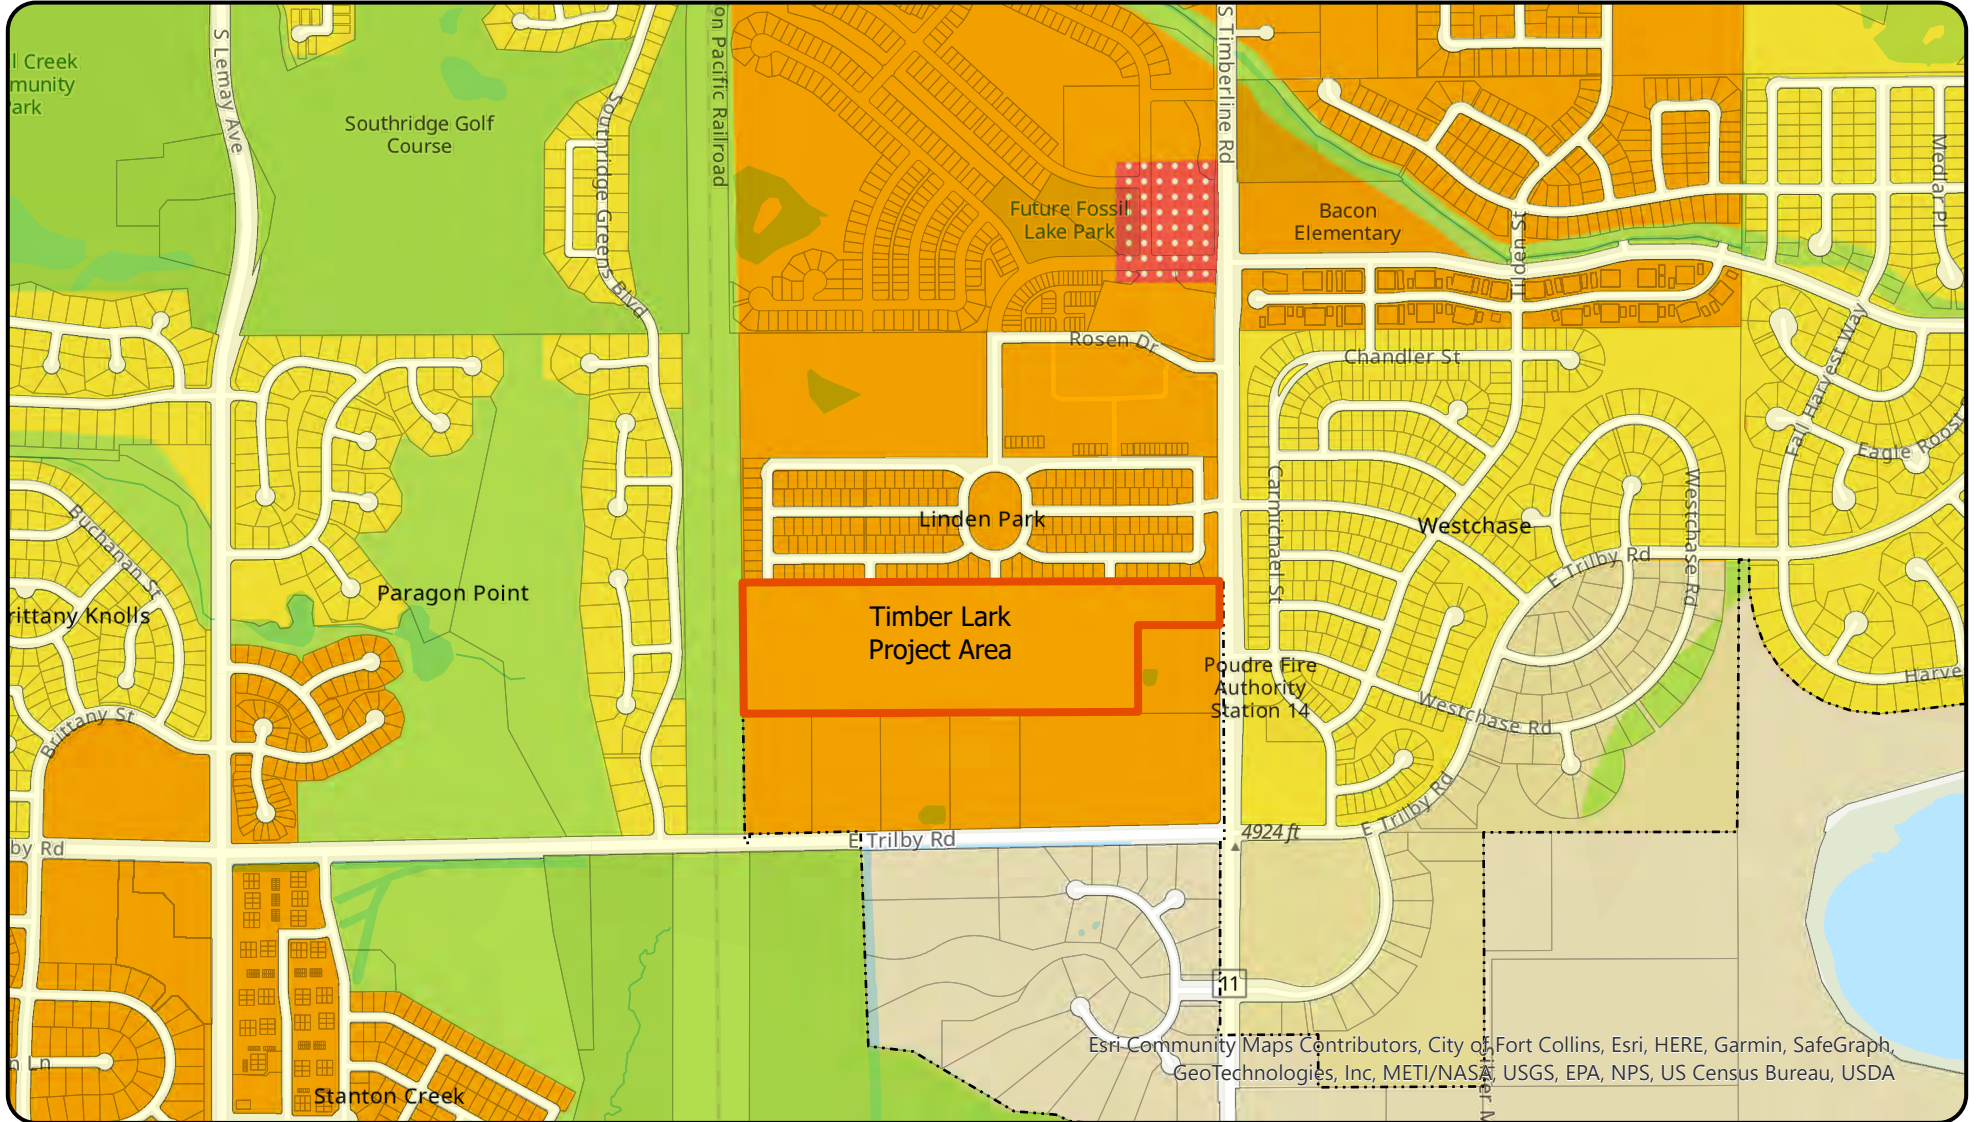 S Lemay Ave
ll Creek
munity
Park
Southridge Golf
Course
Southridge Greens Blvd
on Pacific Railroad
S Timberline Rd
Future Fossil
Lake Park
Bacon
Elementary
Iden St
Medlar Pl
Rosen Dr
Chandler St
Fall Harvest Way
Eagle Roost
Buchanan St
Linden Park
Carmichael St
Westchase
Westchase Rd
E Trilby Rd
Paragon Point
rittany Knolls
Timber Lark
Project Area
Poudre Fire
Authority
Station 14
Harve
Westchase Rd
Brittany St
E Trilby Rd
by Rd
E Trilby Rd
4924 ft
11
n Ln
Stanton Creek
Esri Community Maps Contributors, City of Fort Collins, Esri, HERE, Garmin, SafeGraph,
GeoTechnologies, Inc, METI/NASA, USGS, EPA, NPS, US Census Bureau, USDA